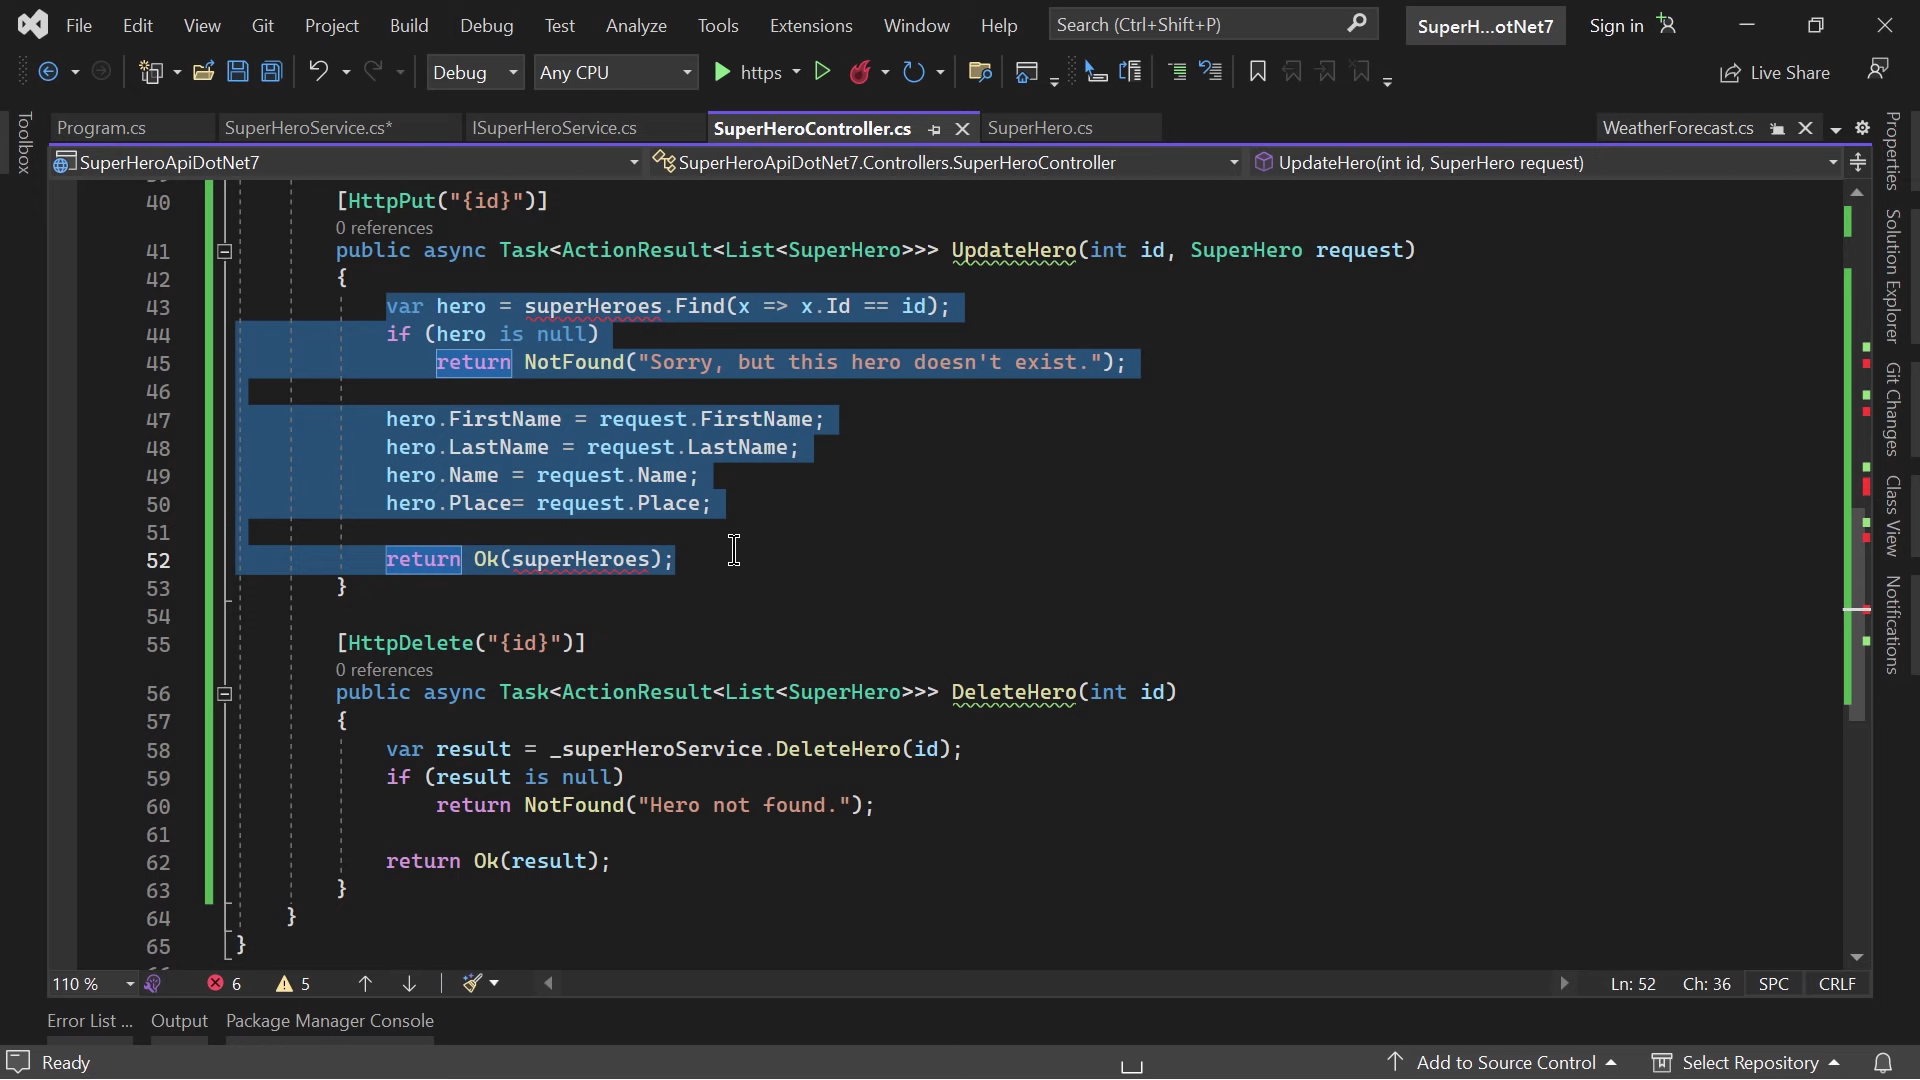 File Edit View Git Project Build Debug Test Analyze Tools Extensions Window Help Search (Ctrl+Shift+P) SuperH...otNet7 Sign in
Debug Any CPU https Live Share
Program.cs SuperHeroService.cs* ISuperHeroService.cs SuperHeroController.cs SuperHero.cs WeatherForecast.cs
SuperHeroApiDotNet7 SuperHeroApiDotNet7.Controllers.SuperHeroController UpdateHero(int id, SuperHero request)
Toolbox
40 [HttpPut("{id}")]
0 references
41 public async Task<ActionResult<List<SuperHero>>> UpdateHero(int id, SuperHero request)
42 {
43 var hero = superHeroes.Find(x => x.Id == id);
44 if (hero is null)
45 return NotFound("Sorry, but this hero doesn't exist.");
46
47 hero.FirstName = request.FirstName;
48 hero.LastName = request.LastName;
49 hero.Name = request.Name;
50 hero.Place= request.Place;
51
52 return Ok(superHeroes);
53 }
54
55 [HttpDelete("{id}")]
0 references
56 public async Task<ActionResult<List<SuperHero>>> DeleteHero(int id)
57 {
58 var result = _superHeroService.DeleteHero(id);
59 if (result is null)
60 return NotFound("Hero not found.");
61
62 return Ok(result);
63 }
64 }
65 }
Properties
Solution Explorer
Git Changes
Class View
Notifications
110 % 6 5 Ln: 52 Ch: 36 SPC CRLF
Error List ... Output Package Manager Console
Ready Add to Source Control Select Repository